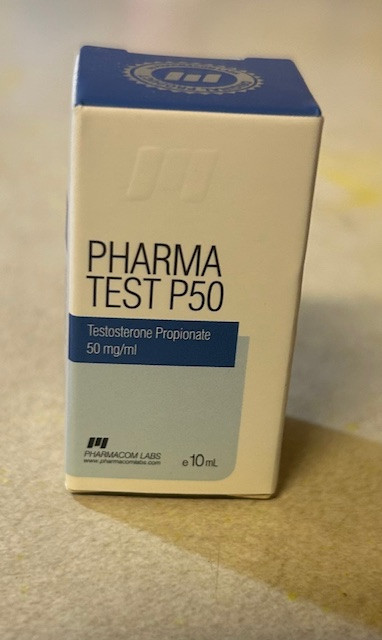 PHARMA
TEST P50
Testosterone Propionate
50 mg/ml
PHARMACOM LABS
www.pharmacomlabs.com
e 10 mL